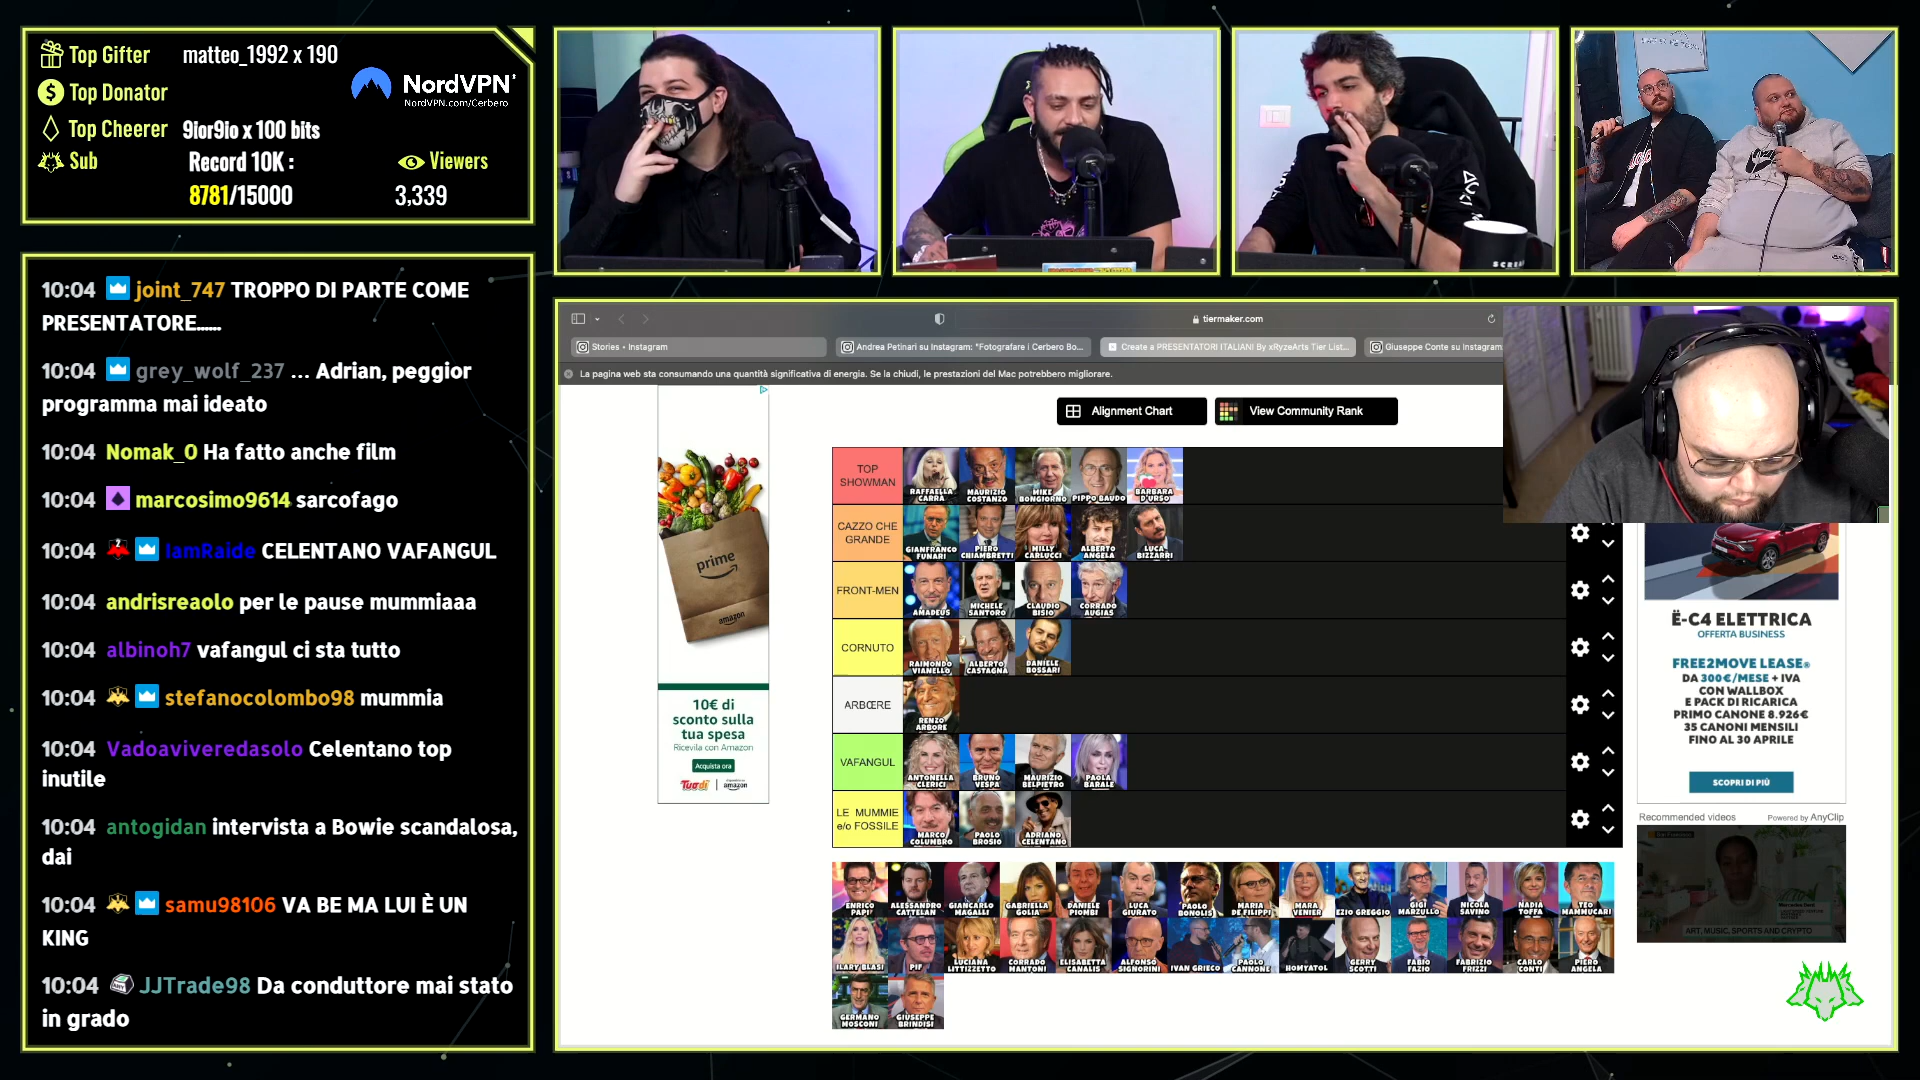 Top Gifter matteo_1992 x 190
Top Donator
NordVPN
NordVPN.com/Cerbero
Top Cheerer 9ior9io x 100 bits
Sub Record 10K : Viewers
8781/15000 3,339
10:04 joint_747 TROPPO DI PARTE COME
PRESENTATORE......
10:04 grey_wolf_237 ... Adrian, peggior
programma mai ideato
10:04 Nomak_0 Ha fatto anche film
10:04 marcosimo9614 sarcofago
10:04 IamRaide CELENTANO VAFANGUL
10:04 andrisreaolo per le pause mummiaaa
10:04 albinoh7 vafangul ci sta tutto
10:04 stefanocolombo98 mummia
10:04 Vadoaviveredasolo Celentano top
inutile
10:04 antogidan intervista a Bowie scandalosa,
dai
10:04 samu98106 VA BE MA LUI È UN
KING
10:04 JJTrade98 Da conduttore mai stato
in grado
tiermaker.com
Stories • Instagram
Andrea Petinari su Instagram: "Fotografare i Cerbero Bo...
Create a PRESENTATORI ITALIANI By xRyzeArts Tier List...
Giuseppe Conte su Instagram
La pagina web sta consumando una quantità significativa di energia. Se la chiudi, le prestazioni del Mac potrebbero migliorare.
Alignment Chart
View Community Rank
TOP
SHOWMAN
RAFFAELLA
CARRÀ
MAURIZIO
COSTANZO
MIKE
BONGIORNO
PIPPO BAUDO
BARBARA
D'URSO
CAZZO CHE
GRANDE
GIANFRANCO
FUNARI
PIERO
CHIAMBRETTI
MILLY
CARLUCCI
ALBERTO
ANGELA
LUCA
BIZZARRI
FRONT-MEN
AMADEUS
MICHELE
SANTORO
CLAUDIO
BISIO
CORRADO
AUGIAS
CORNUTO
RAIMONDO
VIANELLO
ALBERTO
CASTAGNA
DANIELE
BOSSARI
ARBŒRE
RENZO
ARBORE
VAFANGUL
ANTONELLA
CLERICI
BRUNO
VESPA
MAURIZIO
BELPIETRO
PAOLA
BARALE
LE MUMMIE
e/o FOSSILE
MARCO
COLUMBRO
PAOLO
BROSIO
ADRIANO
CELENTANO
ENRICO
PAPI
ALESSANDRO
CATTELAN
GIANCARLO
MAGALLI
GABRIELLA
GOLIA
DANIELE
PIOMBI
LUCA
GIURATO
PAOLO
BONOLIS
MARIA
DE FILIPPI
MARA
VENIER
EZIO GREGGIO
GIGI
MARZULLO
NICOLA
SAVINO
NADIA
TOFFA
TEO
MAMMUCARI
ILARY BLASI
PIF
LUCIANA
LITTIZZETTO
CORRADO
MANTONI
ELISABETTA
CANALIS
ALFONSO
SIGNORINI
IVAN GRIECO
PAOLO
CANNONE
HOMYATOL
GERRY
SCOTTI
FABIO
FAZIO
FABRIZIO
FRIZZI
CARLO
CONTI
PIERO
ANGELA
GERMANO
MOSCONI
GIUSEPPE
BRINDISI
prime
amazon
10€ di
sconto sulla
tua spesa
Ricevila con Amazon
Acquista ora
Tuodì
amazon
Ë-C4 ELETTRICA
OFFERTA BUSINESS
FREE2MOVE LEASE
DA 300€/MESE + IVA
CON WALLBOX
E PACK DI RICARICA
PRIMO CANONE 8.926€
35 CANONI MENSILI
FINO AL 30 APRILE
SCOPRI DI PIÙ
Recommended videos
Powered by AnyClip
ART, MUSIC, SPORTS AND CRYPTO